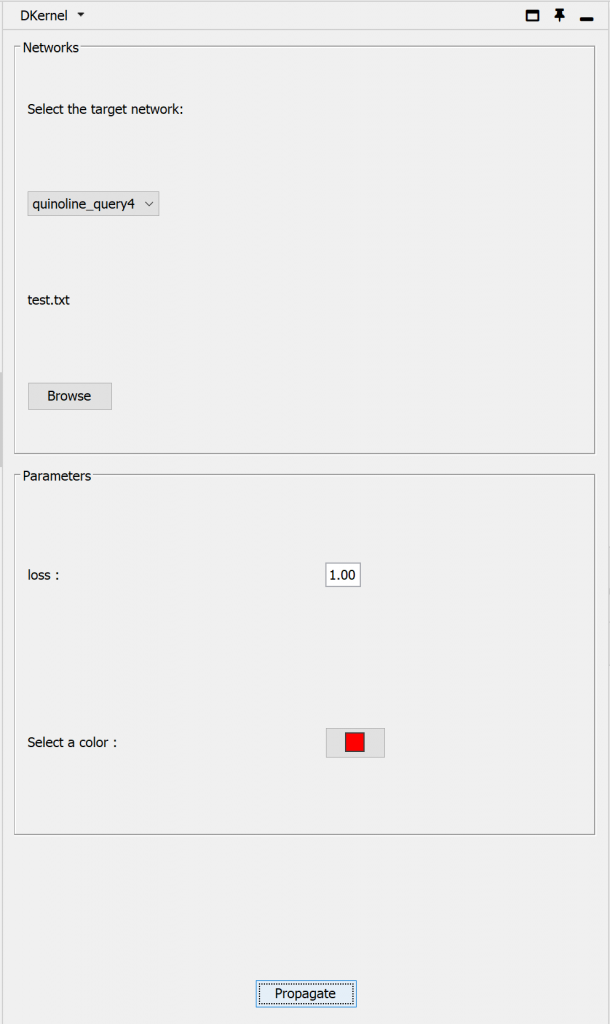 DKernel
Networks
Select the target network:
quinoline_query4
test.txt
Browse
Parameters
loss : 1.00
Select a color :
Propagate